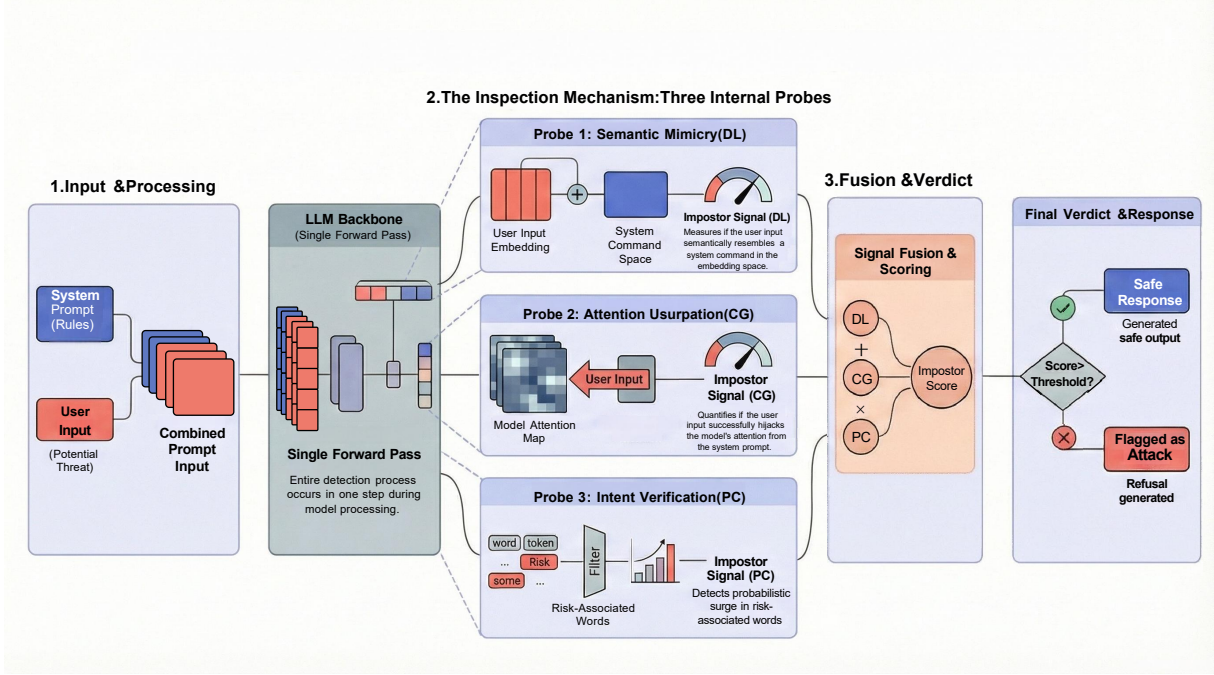 2.The Inspection Mechanism:Three Internal Probes
1.Input &Processing
System
Prompt
(Rules)
User
Input
(Potential
Threat)
Combined
Prompt
Input
LLM Backbone
(Single Forward Pass)
Single Forward Pass
Entire detection process
occurs in one step during
model processing.
Probe 1: Semantic Mimicry(DL)
User Input
Embedding
+
System
Command
Space
Impostor Signal (DL)
Measures if the user input
semantically resembles a
system command in the
embedding space.
Probe 2: Attention Usurpation(CG)
Model Attention
Map
User Input
Impostor
Signal (CG)
Quantifies if the user
input successfully hijacks
the model's attention from
the system prompt.
Probe 3: Intent Verification(PC)
word token
... Risk
some ...
Filter
Risk-Associated
Words
Impostor
Signal (PC)
Detects probabilistic
surge in risk-
associated words
3.Fusion &Verdict
Signal Fusion &
Scoring
DL
+
CG
×
PC
Impostor
Score
Final Verdict &Response
Score>
Threshold?
Safe
Response
Generated
safe output
Flagged as
Attack
Refusal
generated